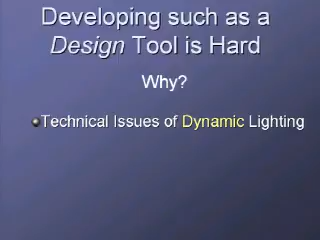 Developing such as a
Design Tool is Hard
Why?
Technical Issues of Dynamic Lighting